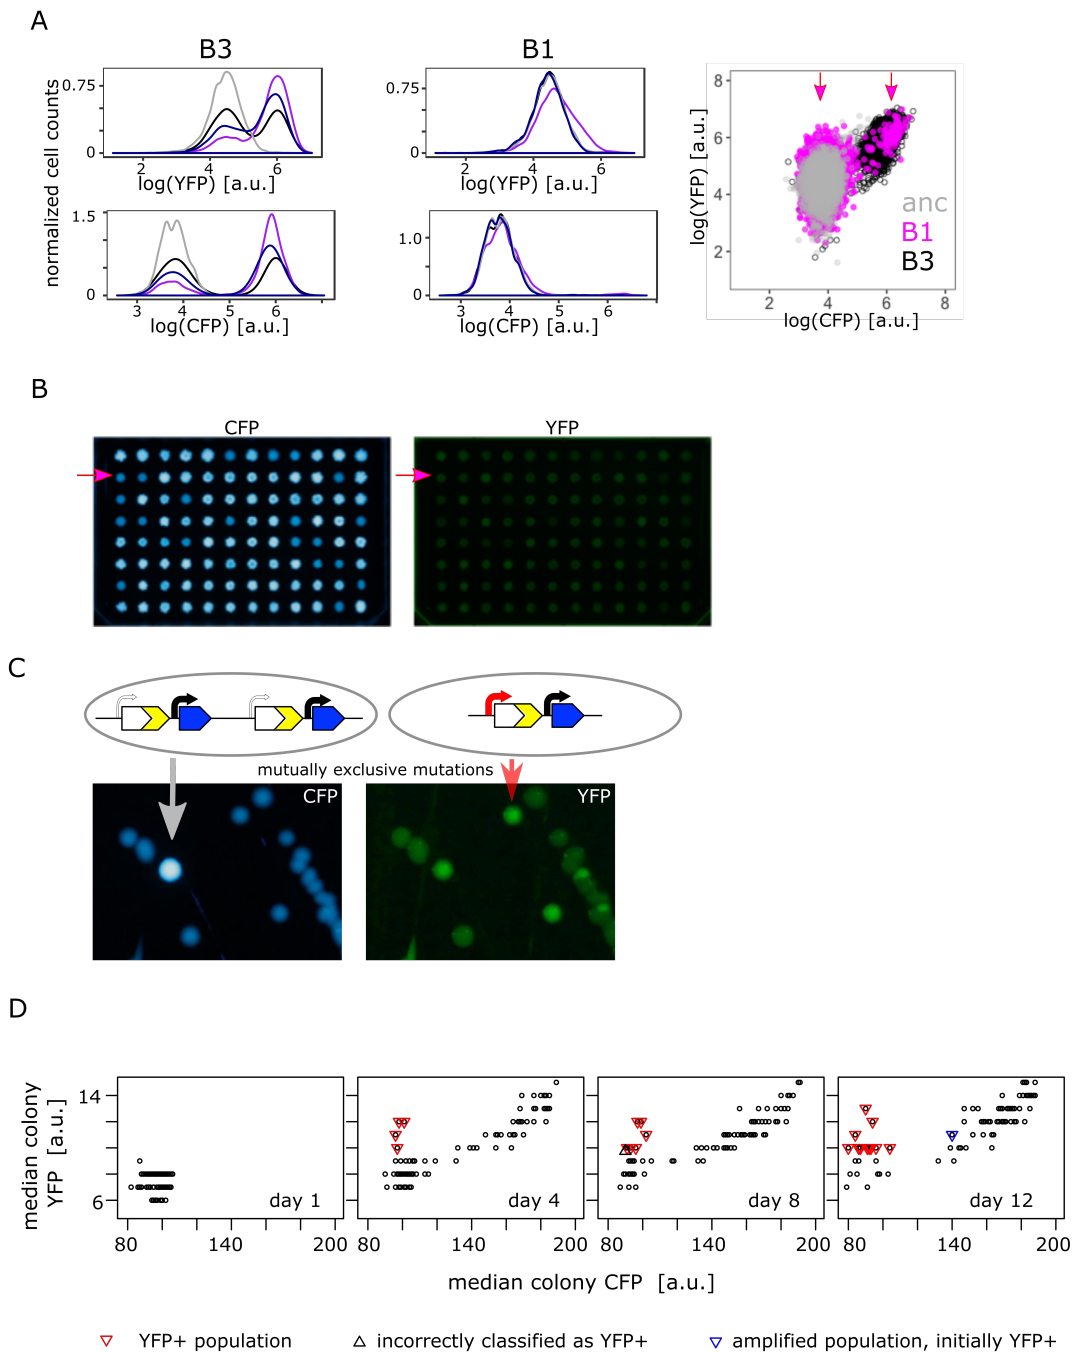 A
B3
B1
normalized cell counts
0.75
0
2
4
6
log(YFP) [a.u.]
0.75
0
2
4
6
log(YFP) [a.u.]
1.5
0
3
4
5
6
log(CFP) [a.u.]
1.0
0
3
4
5
6
log(CFP) [a.u.]
log(YFP) [a.u.]
8
6
4
2
anc
B1
B3
2
4
6
8
log(CFP) [a.u.]
B
CFP
YFP
C
mutually exclusive mutations
CFP
YFP
D
median colony
YFP [a.u.]
14
6
day 1
day 4
day 8
day 12
80
140
200
140
200
140
200
80
140
200
median colony CFP [a.u.]
YFP+ population
incorrectly classified as YFP+
amplified population, initially YFP+